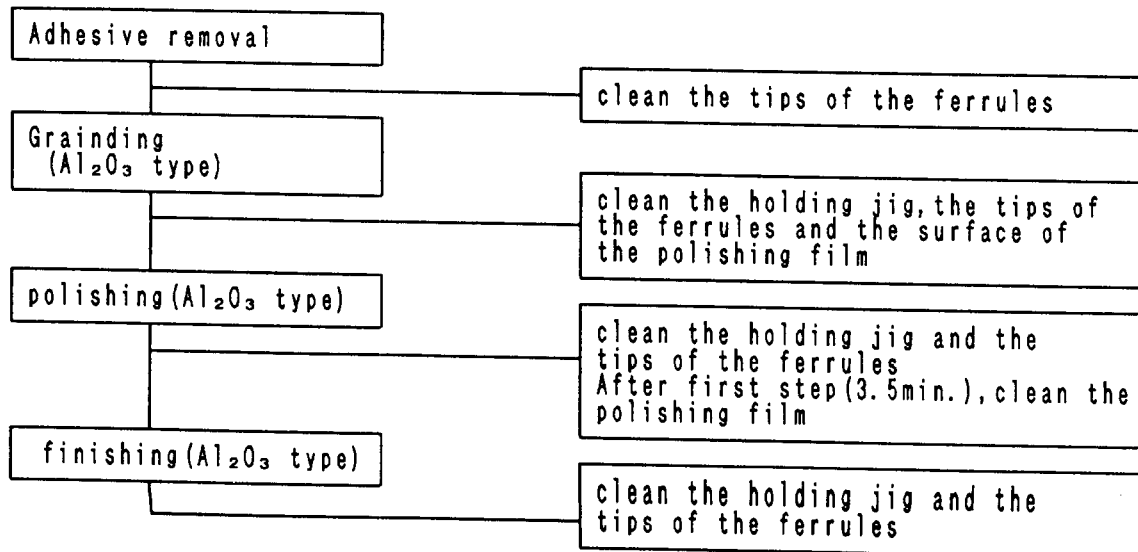 Adhesive removal
clean the tips of the ferrules
Grainding
(Al₂O₃ type)
clean the holding jig,the tips of
the ferrules and the surface of
the polishing film
polishing(Al₂O₃ type)
clean the holding jig and the
tips of the ferrules
After first step(3.5min.),clean the
polishing film
finishing(Al₂O₃ type)
clean the holding jig and the
tips of the ferrules